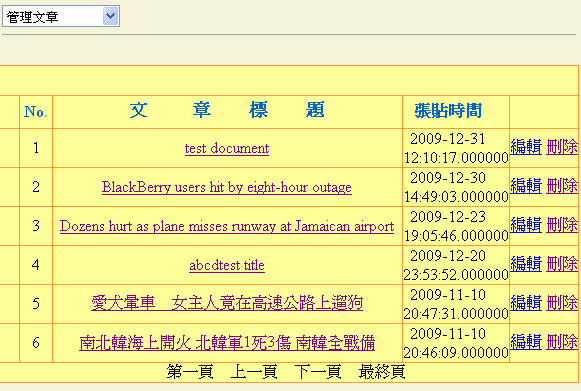 管理文章
No. 文 章 標 題 張貼時間
1 test document 2009-12-31 12:10:17.000000 編輯 刪除
2 BlackBerry users hit by eight-hour outage 2009-12-30 14:49:03.000000 編輯 刪除
3 Dozens hurt as plane misses runway at Jamaican airport 2009-12-23 19:05:46.000000 編輯 刪除
4 abcdtest title 2009-12-20 23:53:52.000000 編輯 刪除
5 愛犬暈車 女主人竟在高速公路上遛狗 2009-11-10 20:47:31.000000 編輯 刪除
6 南北韓海上開火 北韓軍1死3傷 南韓全戰備 2009-11-10 20:46:09.000000 編輯 刪除
第一頁 上一頁 下一頁 最終頁